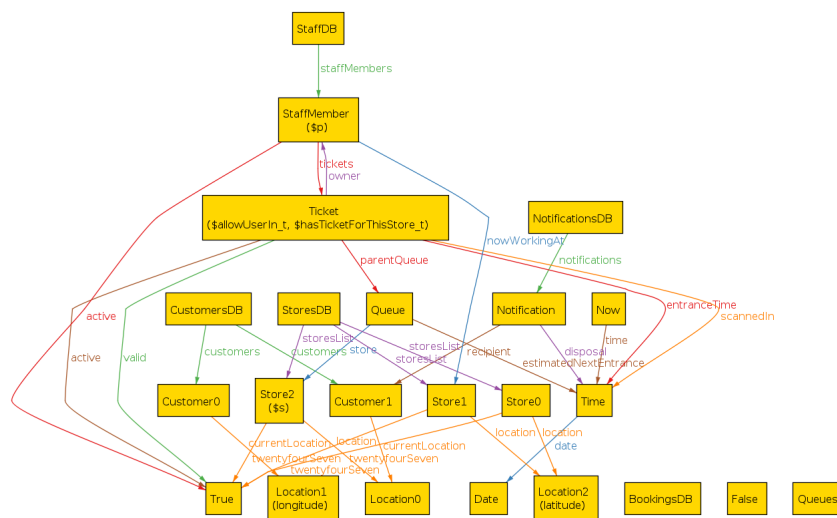 StaffDB
staffMembers
StaffMember
($p)
tickets
owner
Ticket
($allowUserIn_t, $hasTicketForThisStore_t)
NotificationsDB
nowWorkingAt
parentQueue
notifications
active
active
valid
entranceTime
scannedIn
CustomersDB
StoresDB
Queue
Notification
Now
customers
customers
storesList
storesList
storesList
store
recipient
disposal
estimatedNextEntrance
time
Customer0
Store2
($s)
Customer1
Store1
Store0
Time
currentLocation
location
currentLocation
location
location
date
twentyfourSeven
twentyfourSeven
twentyfourSeven
True
Location1
(longitude)
Location0
Date
Location2
(latitude)
BookingsDB
False
Queues